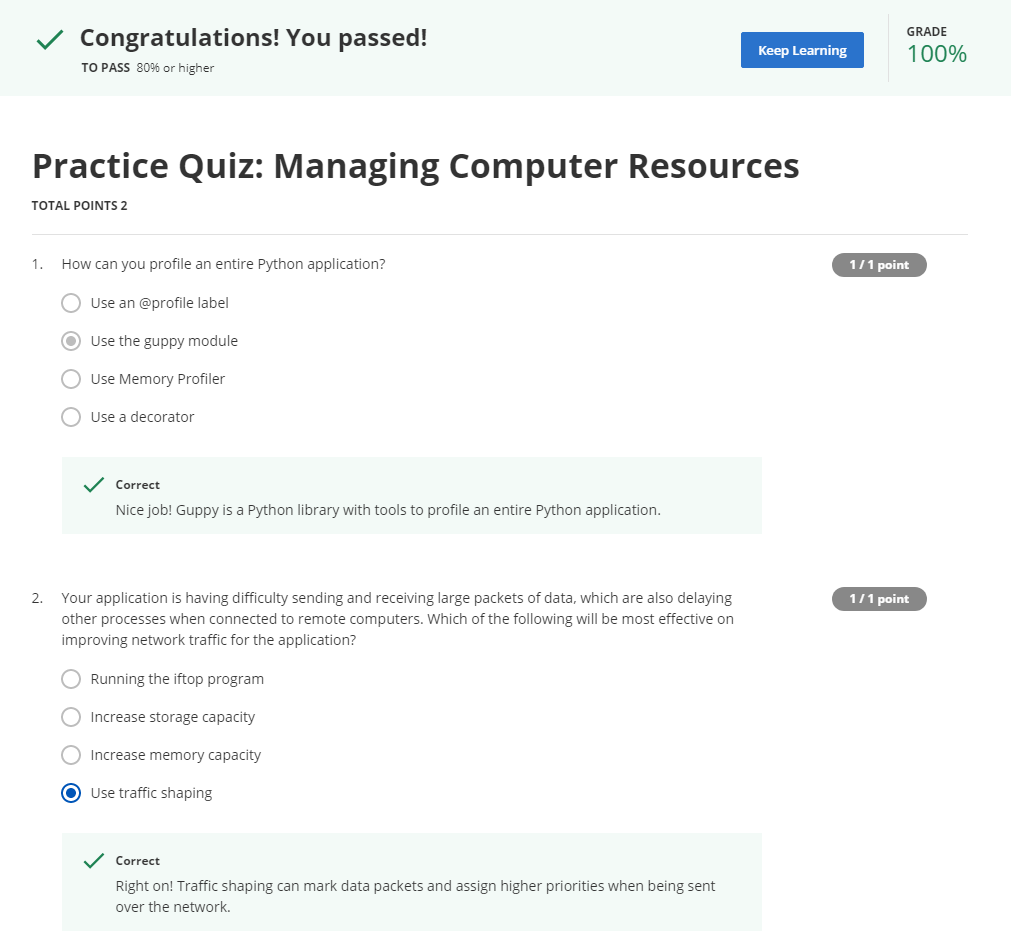 Congratulations! You passed!
TO PASS 80% or higher
Keep Learning
GRADE
100%
Practice Quiz: Managing Computer Resources
TOTAL POINTS 2
1. How can you profile an entire Python application?
1 / 1 point
Use an @profile label
Use the guppy module
Use Memory Profiler
Use a decorator
Correct
Nice job! Guppy is a Python library with tools to profile an entire Python application.
2. Your application is having difficulty sending and receiving large packets of data, which are also delaying
other processes when connected to remote computers. Which of the following will be most effective on
improving network traffic for the application?
1 / 1 point
Running the iftop program
Increase storage capacity
Increase memory capacity
Use traffic shaping
Correct
Right on! Traffic shaping can mark data packets and assign higher priorities when being sent
over the network.